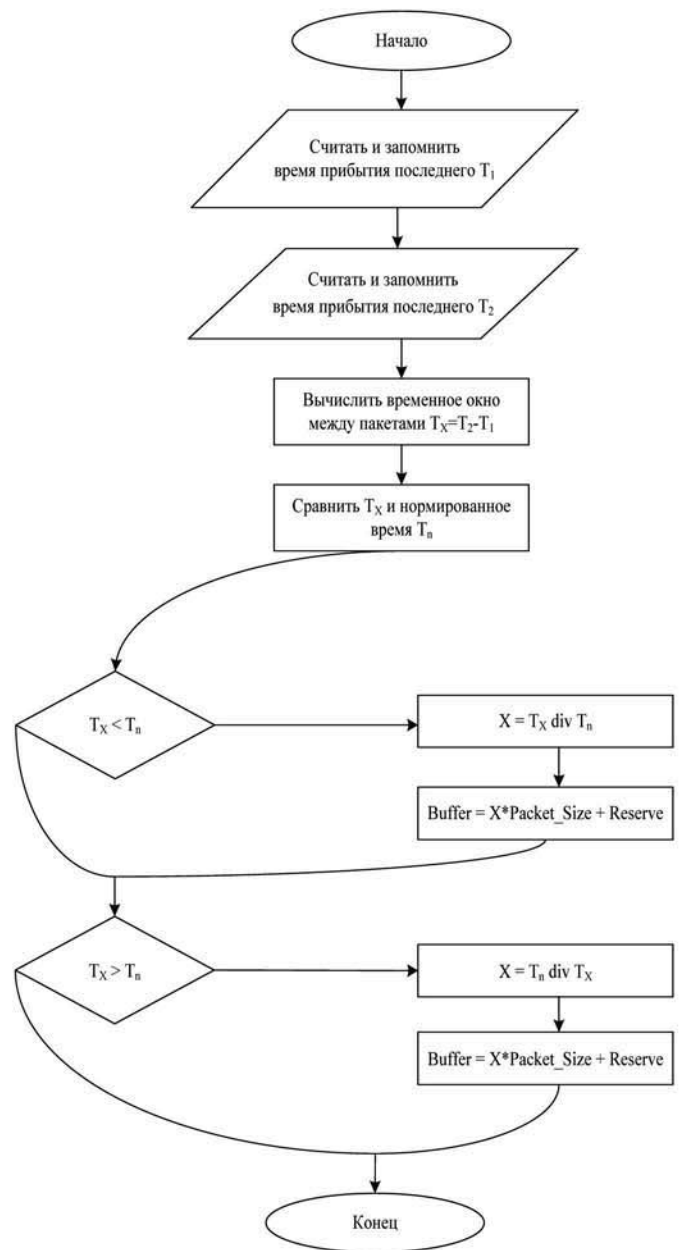 Начало
Считать и запомнить
время прибытия последнего T₁
Считать и запомнить
время прибытия последнего T₂
Вычислить временное окно
между пакетами Tₓ=T₂-T₁
Сравнить Tₓ и нормированное
время Tₙ
Tₓ < Tₙ
X = Tₓ div Tₙ
Buffer = X*Packet_Size + Reserve
Tₓ > Tₙ
X = Tₙ div Tₓ
Buffer = X*Packet_Size + Reserve
Конец